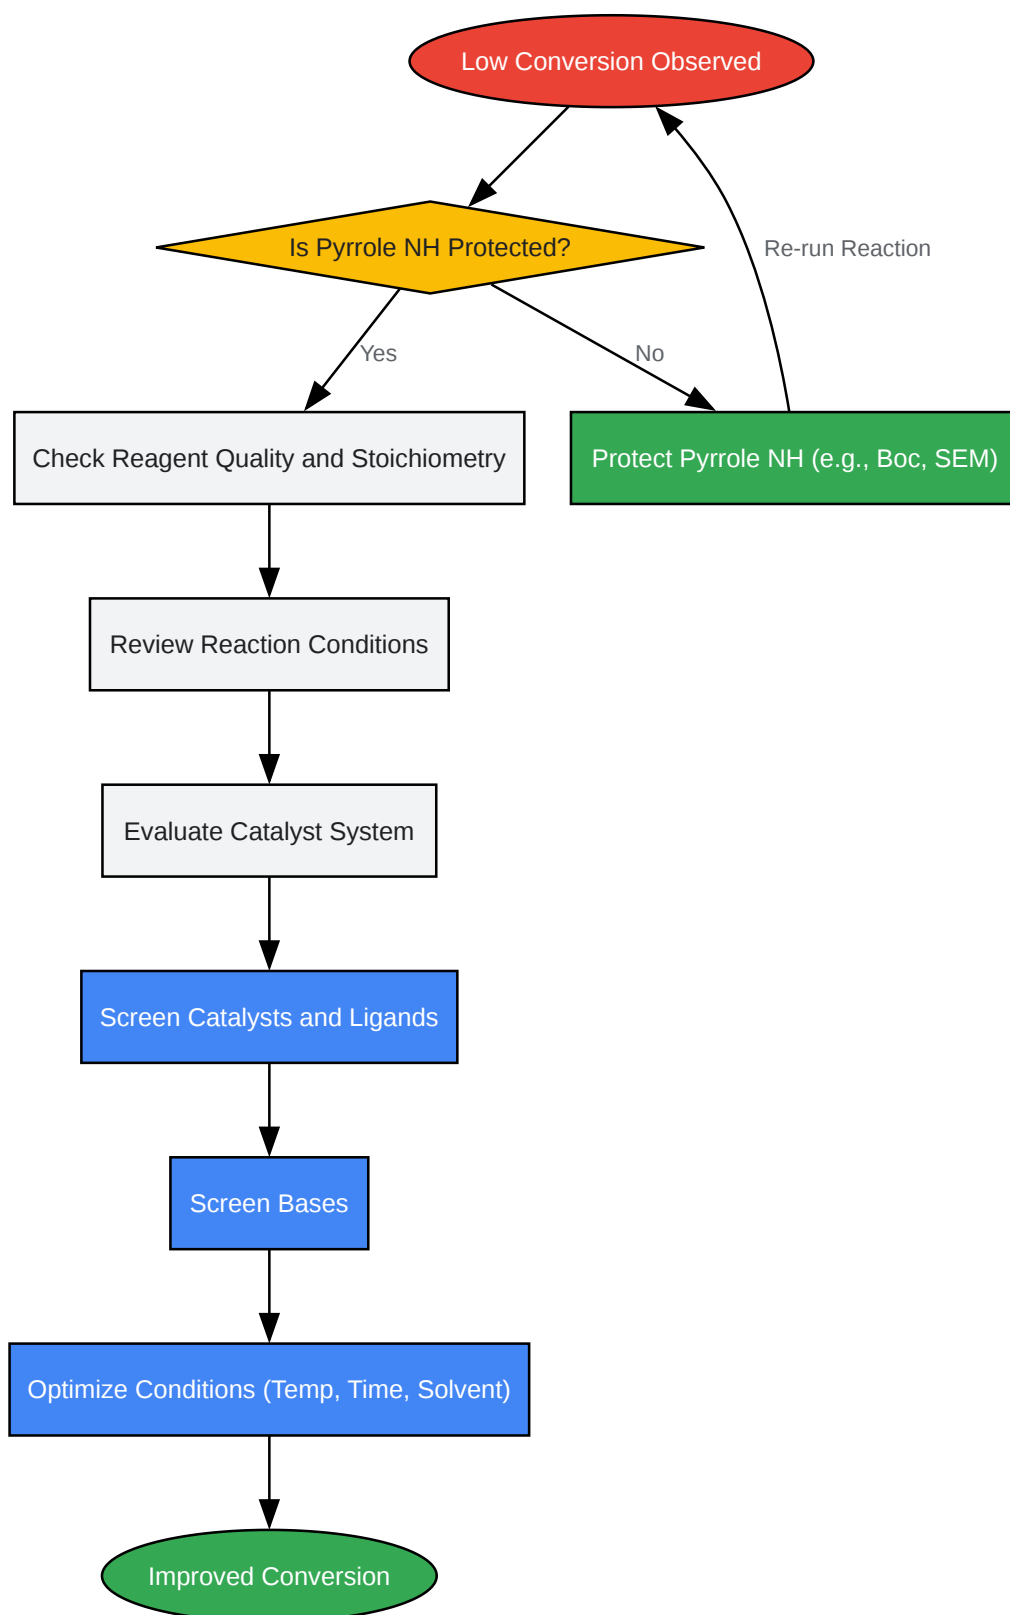 Low Conversion Observed
Is Pyrrole NH Protected?
Re-run Reaction
Yes
No
Check Reagent Quality and Stoichiometry
Protect Pyrrole NH (e.g., Boc, SEM)
Review Reaction Conditions
Evaluate Catalyst System
Screen Catalysts and Ligands
Screen Bases
Optimize Conditions (Temp, Time, Solvent)
Improved Conversion